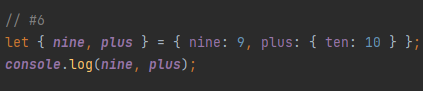 // #6
let { nine, plus } = { nine: 9, plus: { ten: 10 } };
console.log(nine, plus);